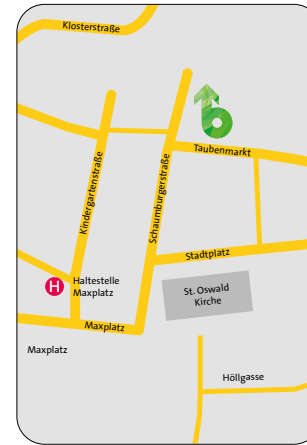 Klosterstraße
Kindergartenstraße
Schaumburgerstraße
Taubenmarkt
Stadtplatz
H
Haltestelle
Maxplatz
St. Oswald
Kirche
Maxplatz
Maxplatz
Höllgasse